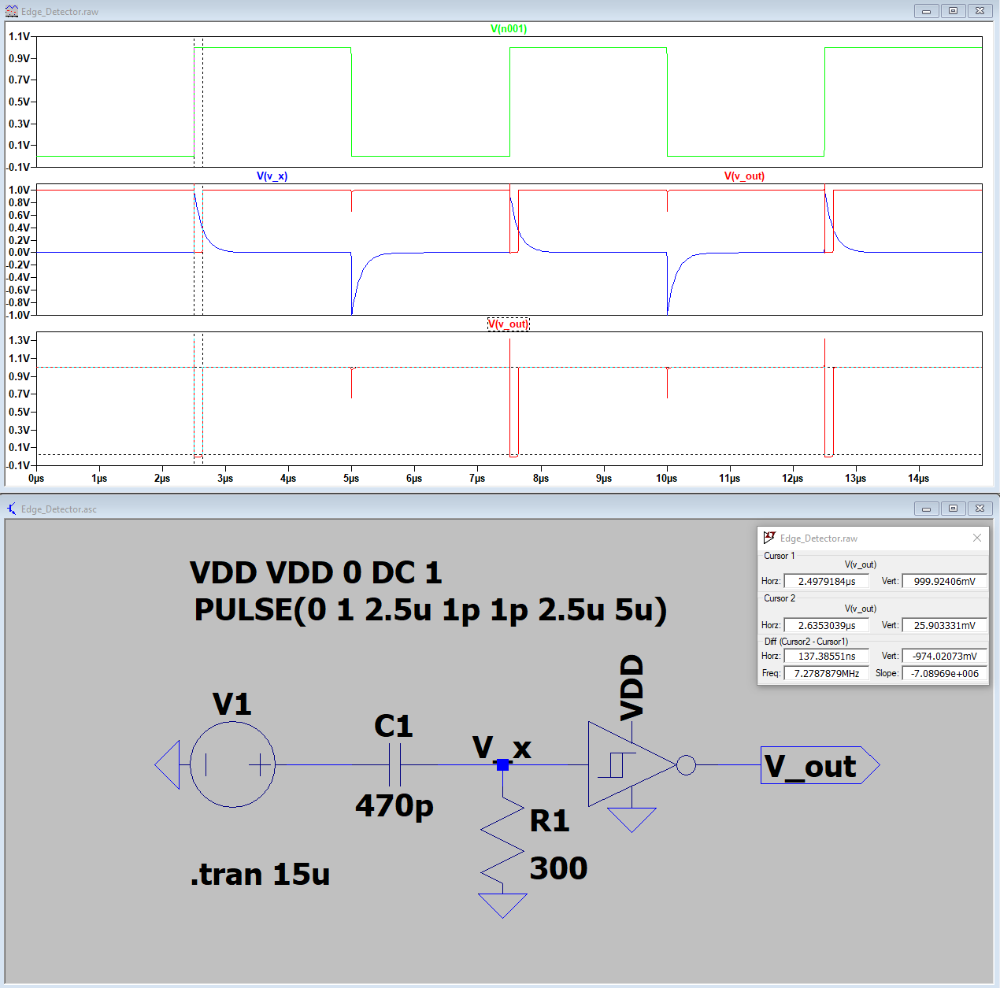 Edge_Detector.raw
V(n001)
1.1V
0.9V
0.7V
0.5V
0.3V
0.1V
-0.1V
V(v_x) V(v_out)
1.0V
0.8V
0.6V
0.4V
0.2V
0.0V
-0.2V
-0.4V
-0.6V
-0.8V
-1.0V
V(v_out)
1.3V
1.1V
0.9V
0.7V
0.5V
0.3V
0.1V
-0.1V
0µs 1µs 2µs 3µs 4µs 5µs 6µs 7µs 8µs 9µs 10µs 11µs 12µs 13µs 14µs
Edge_Detector.asc
VDD VDD 0 DC 1
PULSE(0 1 2.5u 1p 1p 2.5u 5u)
V1
C1
470p
V_x
R1
300
VDD
V_out
.tran 15u
Edge_Detector.raw
Cursor 1
V(v_out)
Horz: 2.4979184µs Vert: 999.92406mV
Cursor 2
V(v_out)
Horz: 2.6353039µs Vert: 25.903331mV
Diff (Cursor2 - Cursor1)
Horz: 137.38551ns Vert: -974.02073mV
Freq: 7.2787879MHz Slope: -7.08969e+006